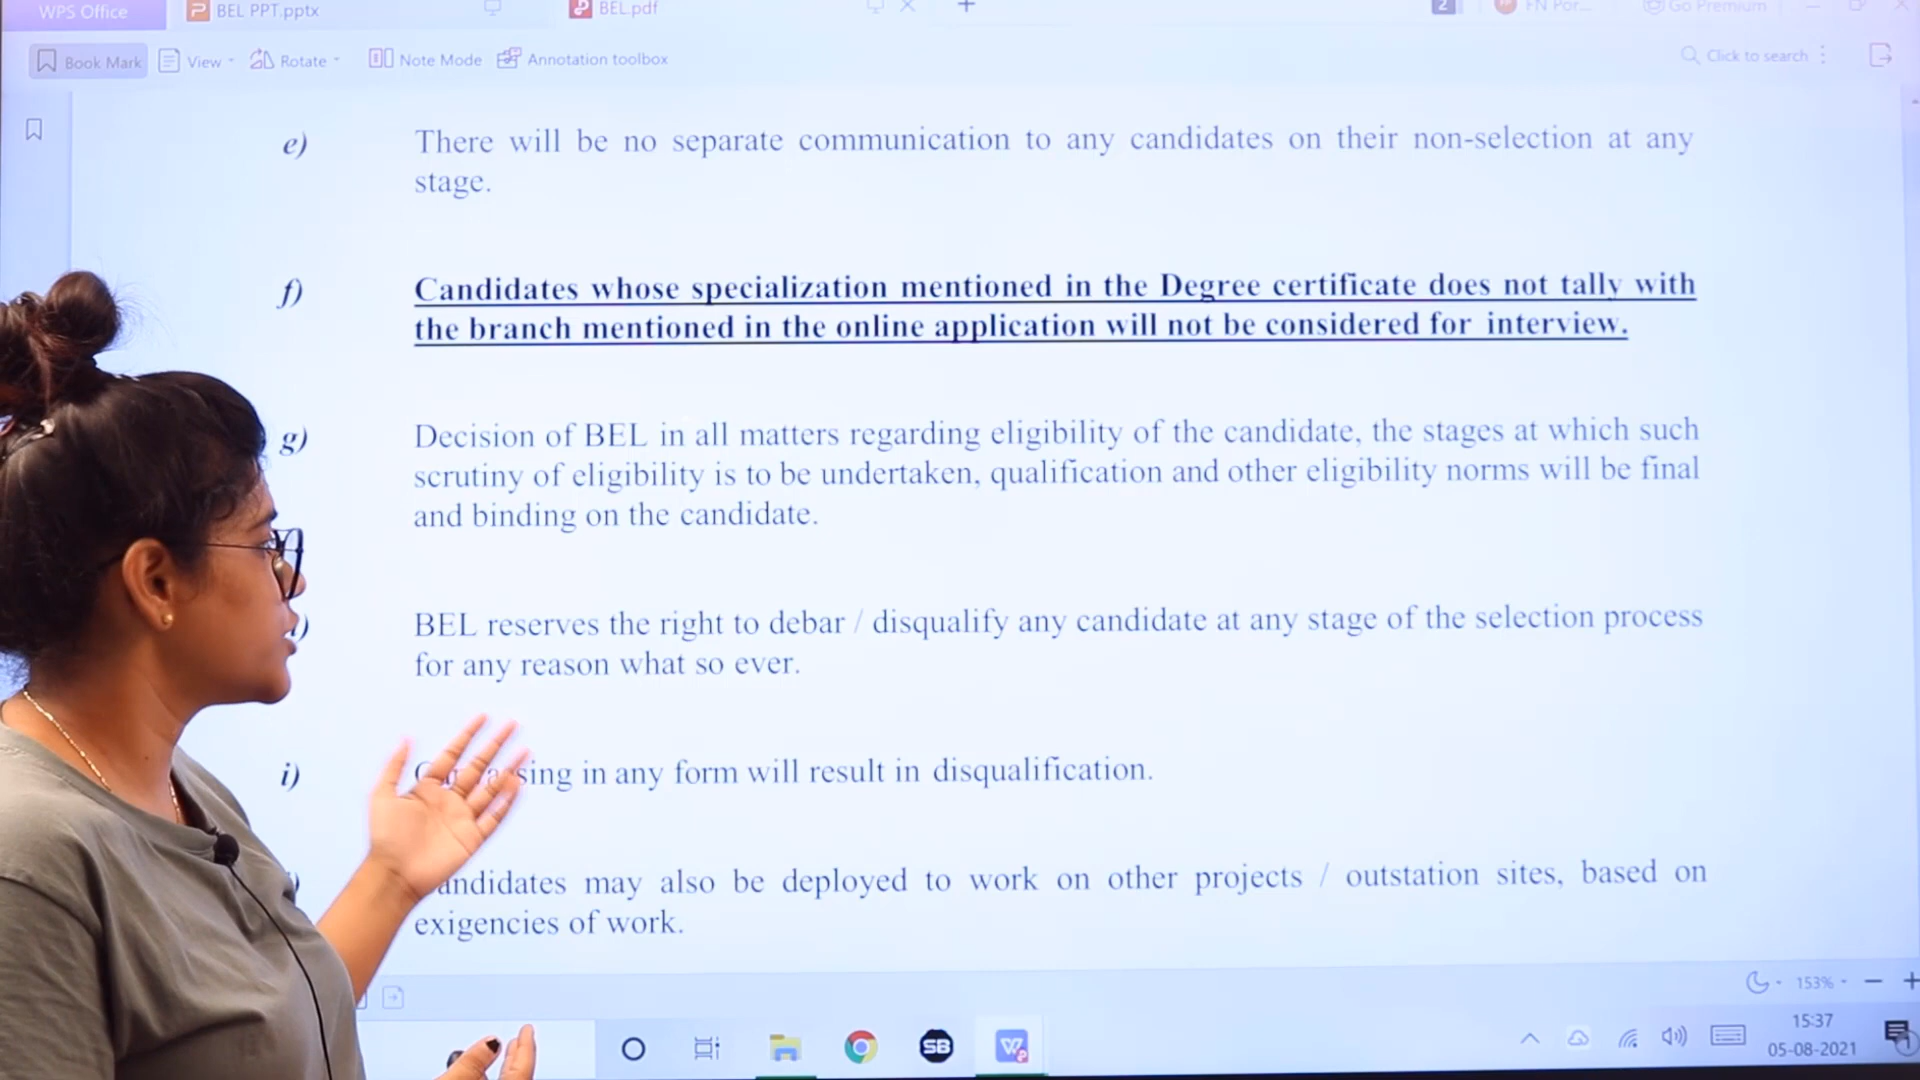 WPS Office
BEL PPT.pptx
BEL.pdf
2
FN Por...
Go Premium
Book Mark
View
Rotate
Note Mode
Annotation toolbox
Click to search
e) There will be no separate communication to any candidates on their non-selection at any
stage.
f) Candidates whose specialization mentioned in the Degree certificate does not tally with
the branch mentioned in the online application will not be considered for interview.
g) Decision of BEL in all matters regarding eligibility of the candidate, the stages at which such
scrutiny of eligibility is to be undertaken, qualification and other eligibility norms will be final
and binding on the candidate.
BEL reserves the right to debar / disqualify any candidate at any stage of the selection process
for any reason what so ever.
i) in any form will result in disqualification.
andidates may also be deployed to work on other projects / outstation sites, based on
exigencies of work.
153%
SB
W
15:37
05-08-2021